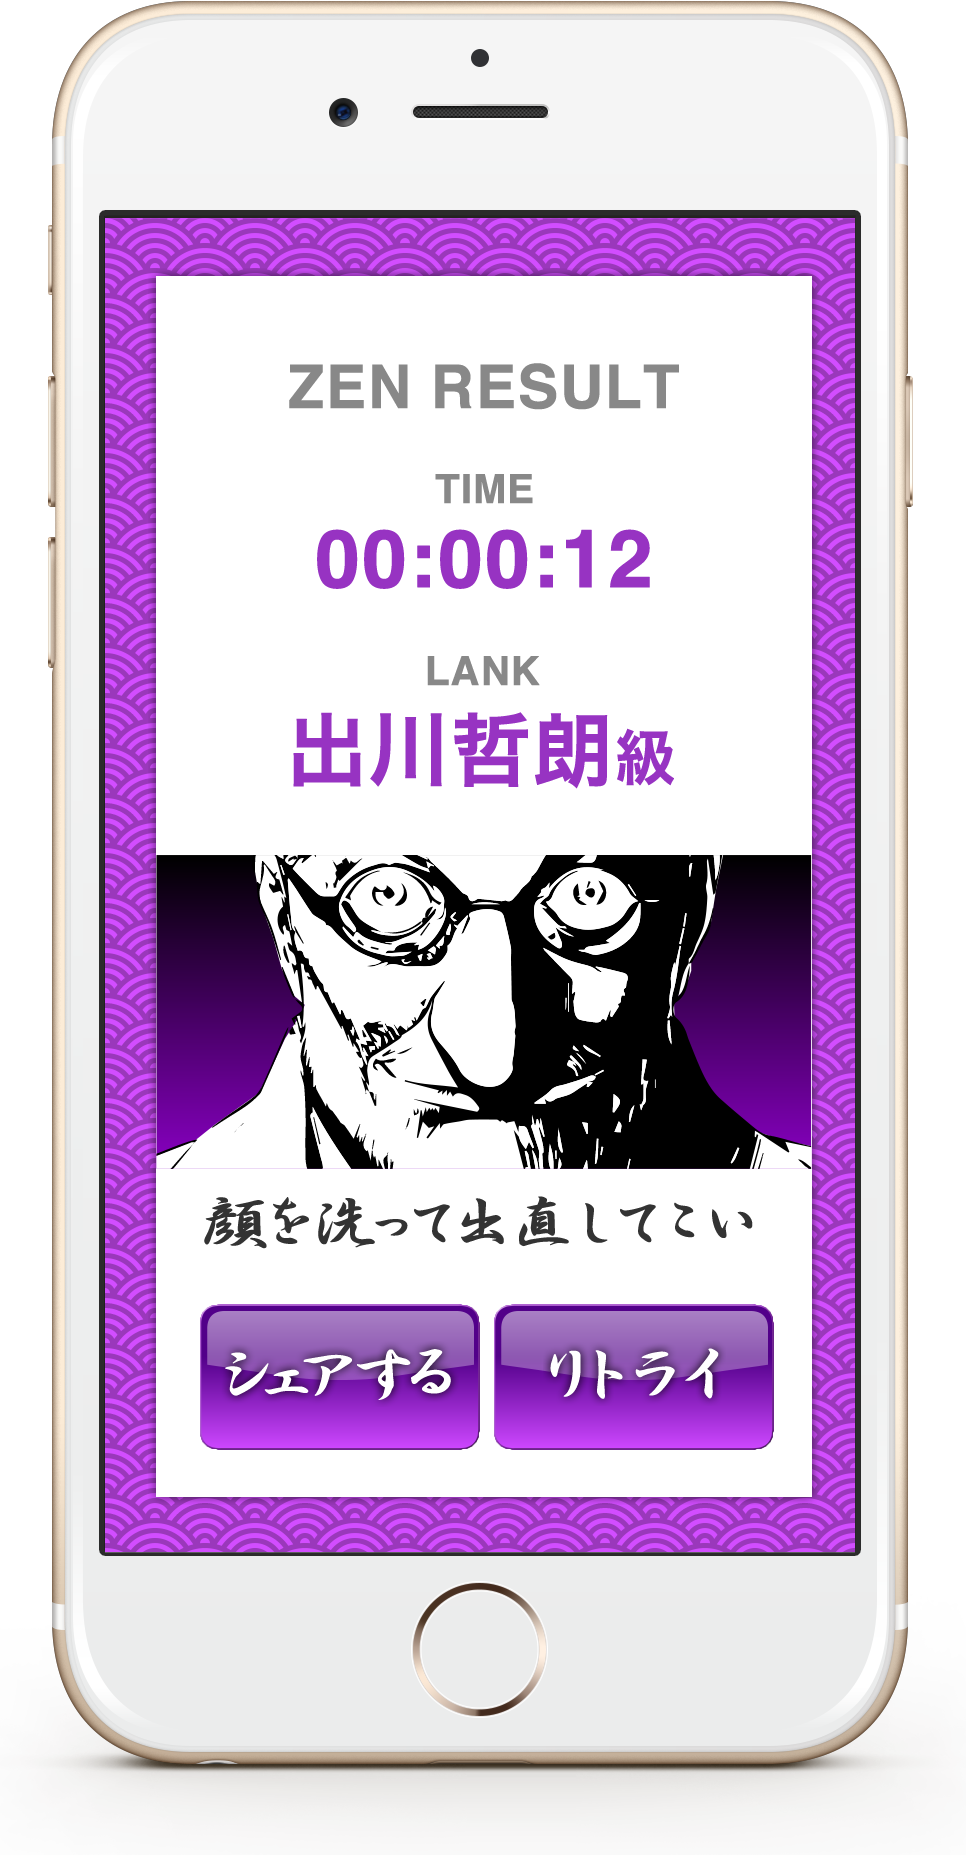 ZEN RESULT
TIME
00:00:12
LANK
出川哲朗級
顔を洗って出直してこい
シェアする
リトライ